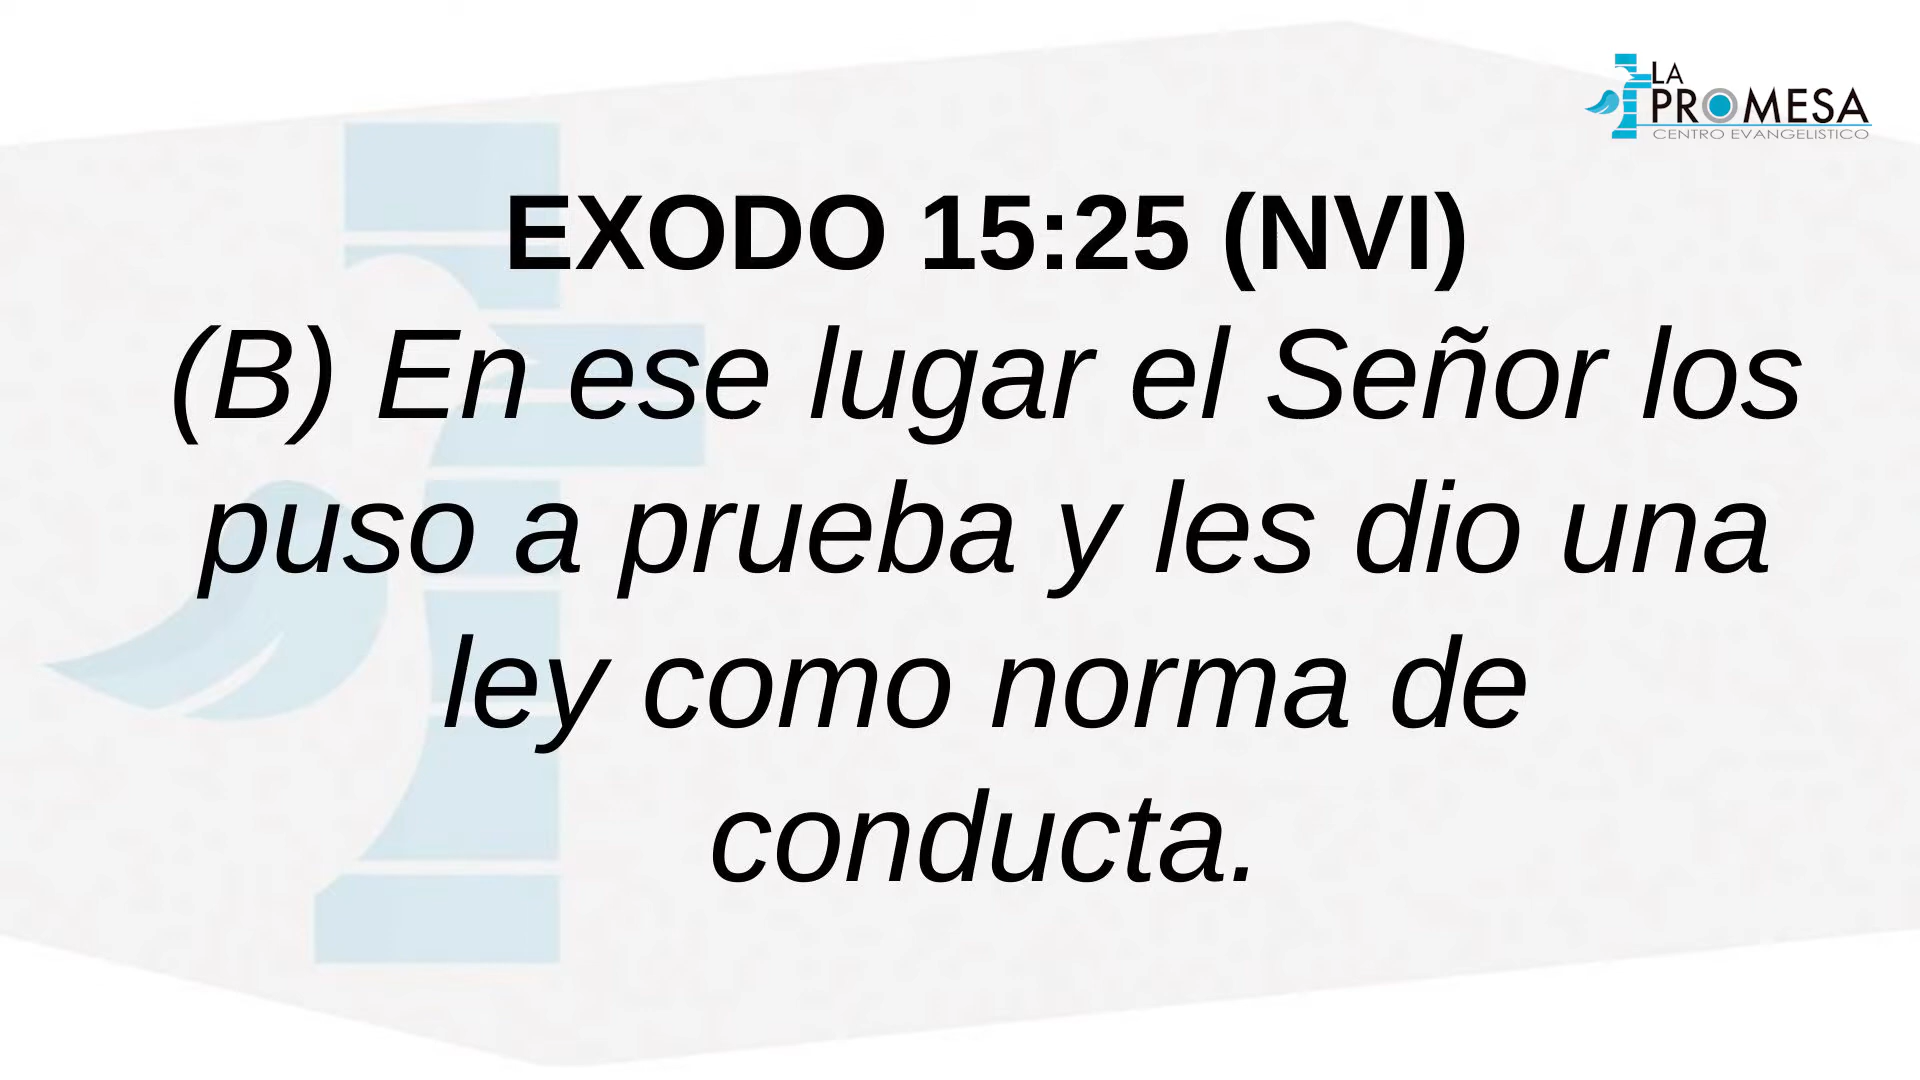 LA
PROMESA
CENTRO EVANGELISTICO
EXODO 15:25 (NVI)
(B) En ese lugar el Señor los
puso a prueba y les dio una
ley como norma de
conducta.